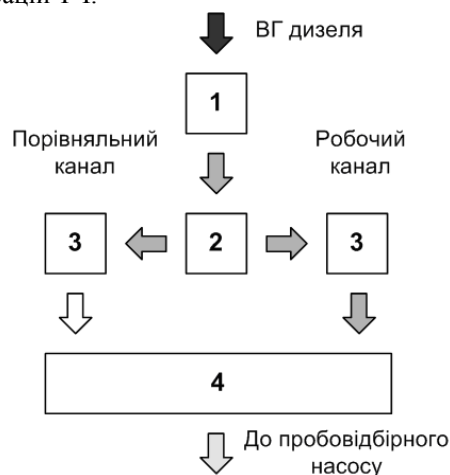 ВГ дизеля
1
Порівняльний
канал
Робочий
канал
3
2
3
4
До пробовідбірного
насосу